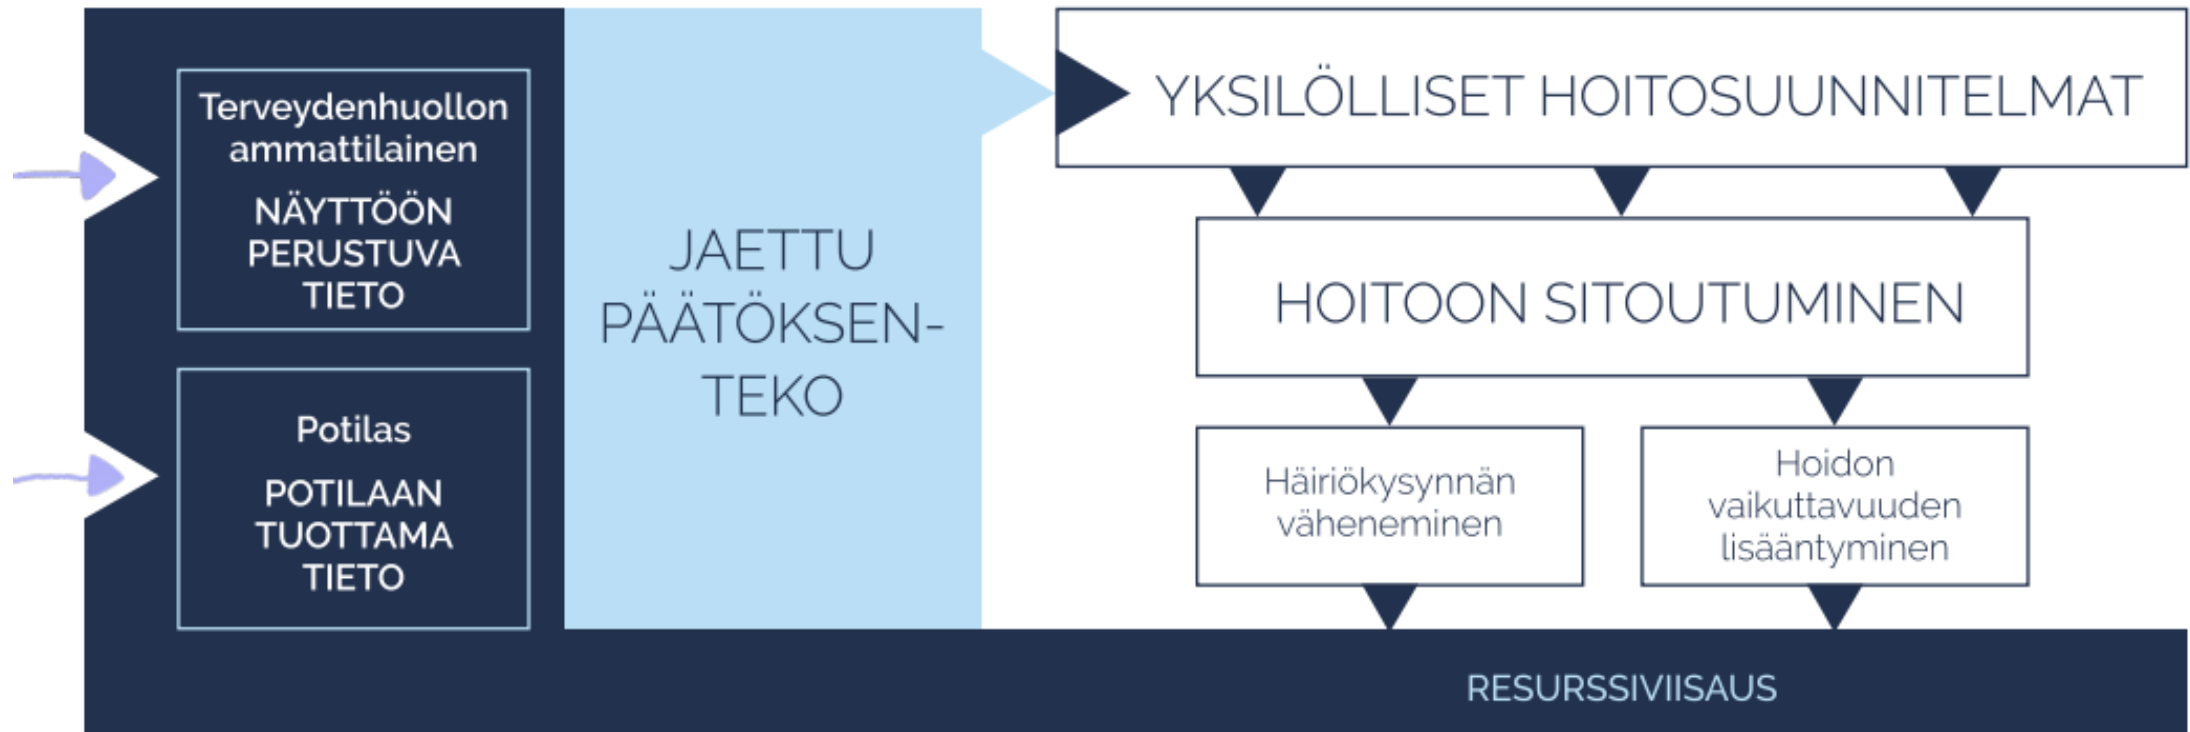 Terveydenhuollon
ammattilainen
NÄYTTÖÖN
PERUSTUVA
TIETO
Potilas
POTILAAN
TUOTTAMA
TIETO
JAETTU
PÄÄTÖKSEN-
TEKO
YKSILÖLLISET HOITOSUUNNITELMAT
HOITOON SITOUTUMINEN
Häiriökysynnän
väheneminen
Hoidon
vaikuttavuuden
lisääntyminen
RESURSSIVIISAUS